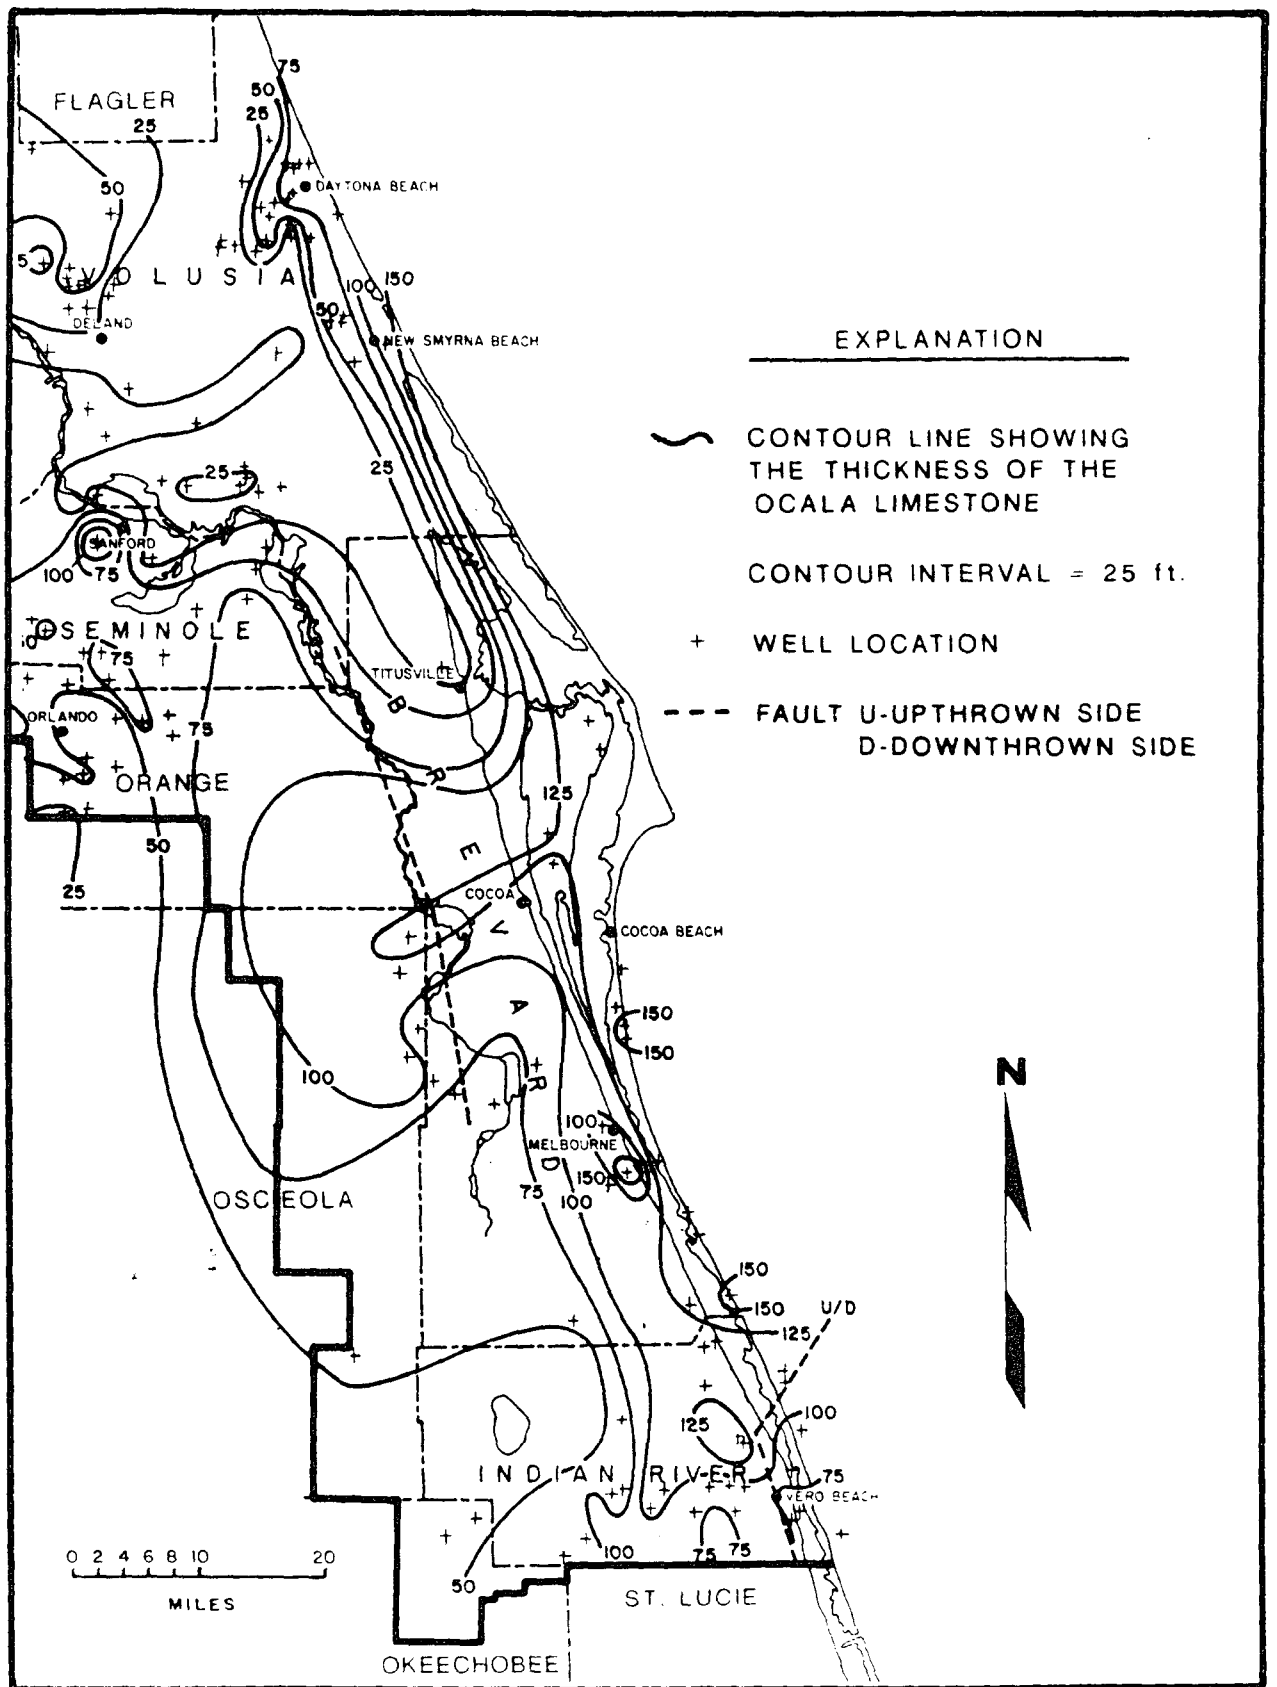 75
50
FLAGLER
25
25
50
DAYTONA BEACH
5
VOLUSIA
100
150
50
DELAND
NEW SMYRNA BEACH
EXPLANATION
CONTOUR LINE SHOWING
THE THICKNESS OF THE
OCALA LIMESTONE
25
25
SANFORD
100
75
CONTOUR INTERVAL = 25 ft.
SEMINOLE
WELL LOCATION
75
TITUSVILLE
ORLANDO
75
FAULT U-UPTHROWN SIDE
D-DOWNTHROWN SIDE
ORANGE
125
50
25
BREVARD
COCOA
COCOA BEACH
150
150
100
N
100
MELBOURNE
150
75
100
OSCIEOLA
150
150
U/D
125
125
100
INDIAN RIVER
75
VERO BEACH
100
75
75
50
0 2 4 6 8 10 20
MILES
ST. LUCIE
OKEECHOBEE